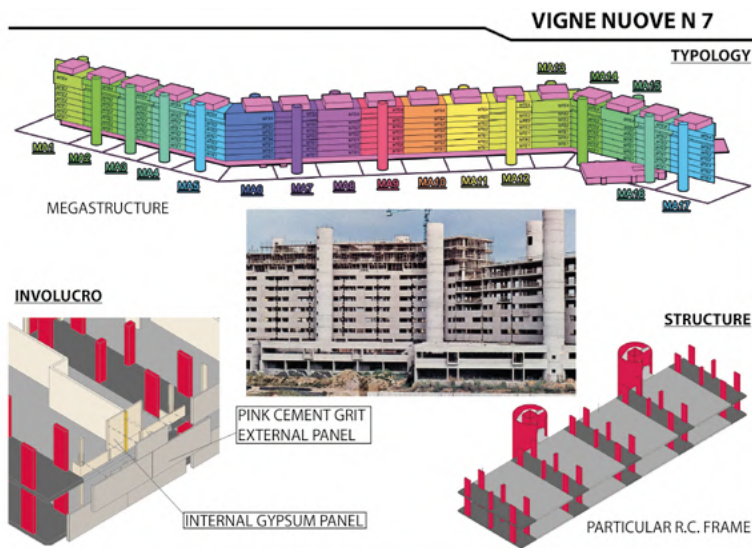 VIGNE NUOVE N 7
TYPOLOGY
MA13
MA14
MA15
MA1
MA2
MA3
MA4
MA5
MA6
MA7
MA8
MA9
MA10
MA11
MA12
MA16
MA17
MEGASTRUCTURE
INVOLUCRO
STRUCTURE
PINK CEMENT GRIT
EXTERNAL PANEL
INTERNAL GYPSUM PANEL
PARTICULAR R.C. FRAME